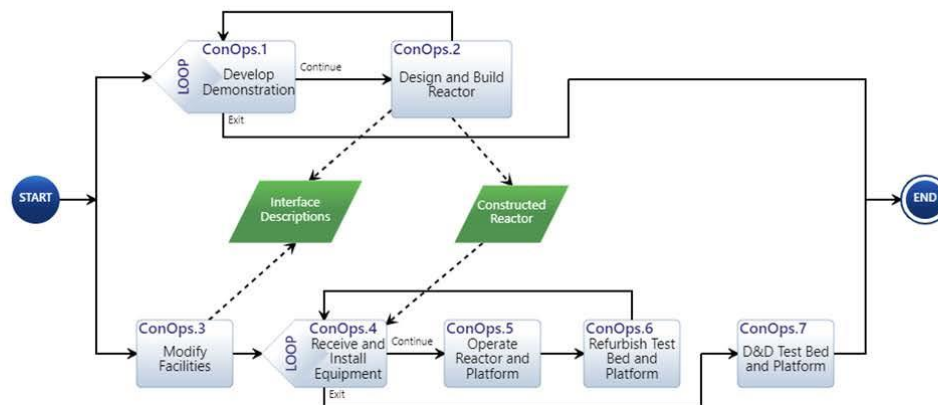 ConOps.1
LOOP
Develop
Demonstration
Continue
Exit
ConOps.2
Design and Build
Reactor
START
Interface
Descriptions
Constructed
Reactor
END
ConOps.3
Modify
Facilities
ConOps.4
LOOP
Receive and
Install
Equipment
Continue
Exit
ConOps.5
Operate
Reactor and
Platform
ConOps.6
Refurbish Test
Bed and
Platform
ConOps.7
D&D Test Bed
and Platform